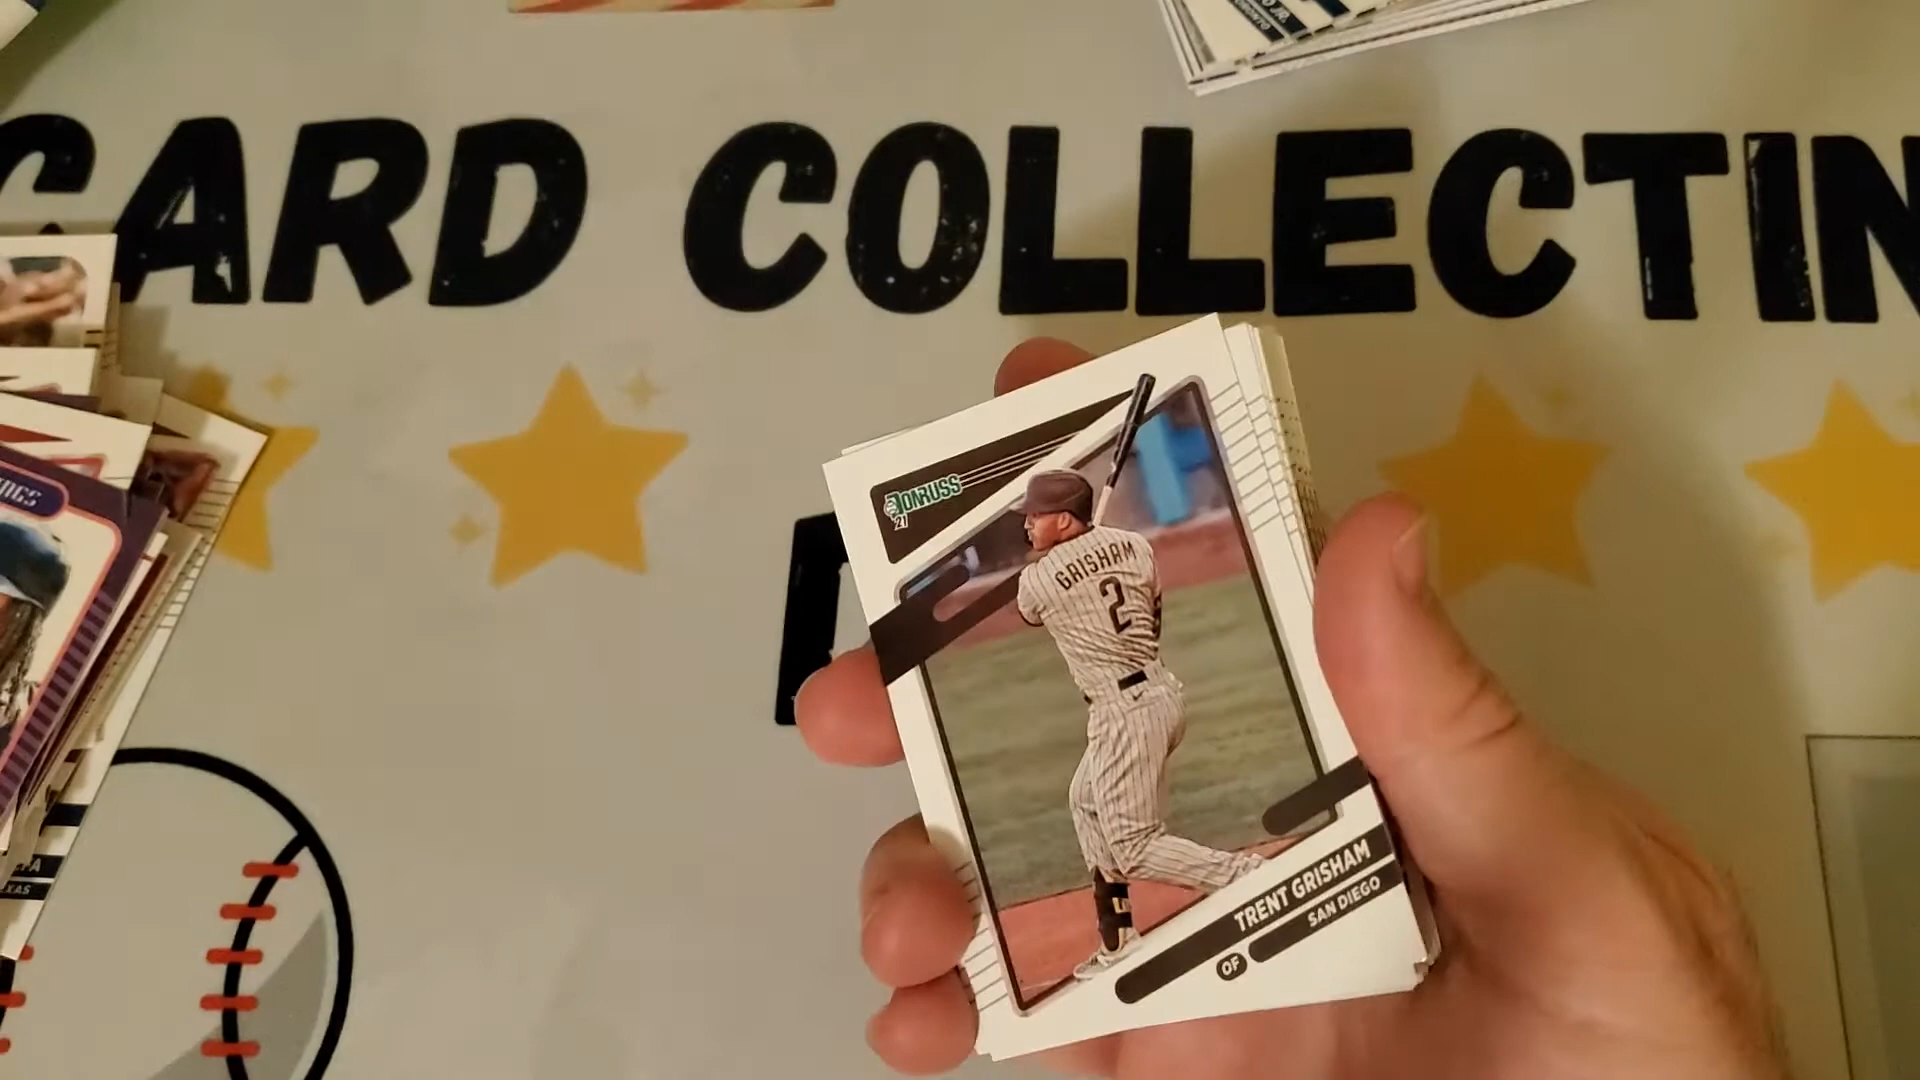 CARD COLLECTIN
DONRUSS
21
GRISHAM
2
TRENT GRISHAM
SAN DIEGO
OF